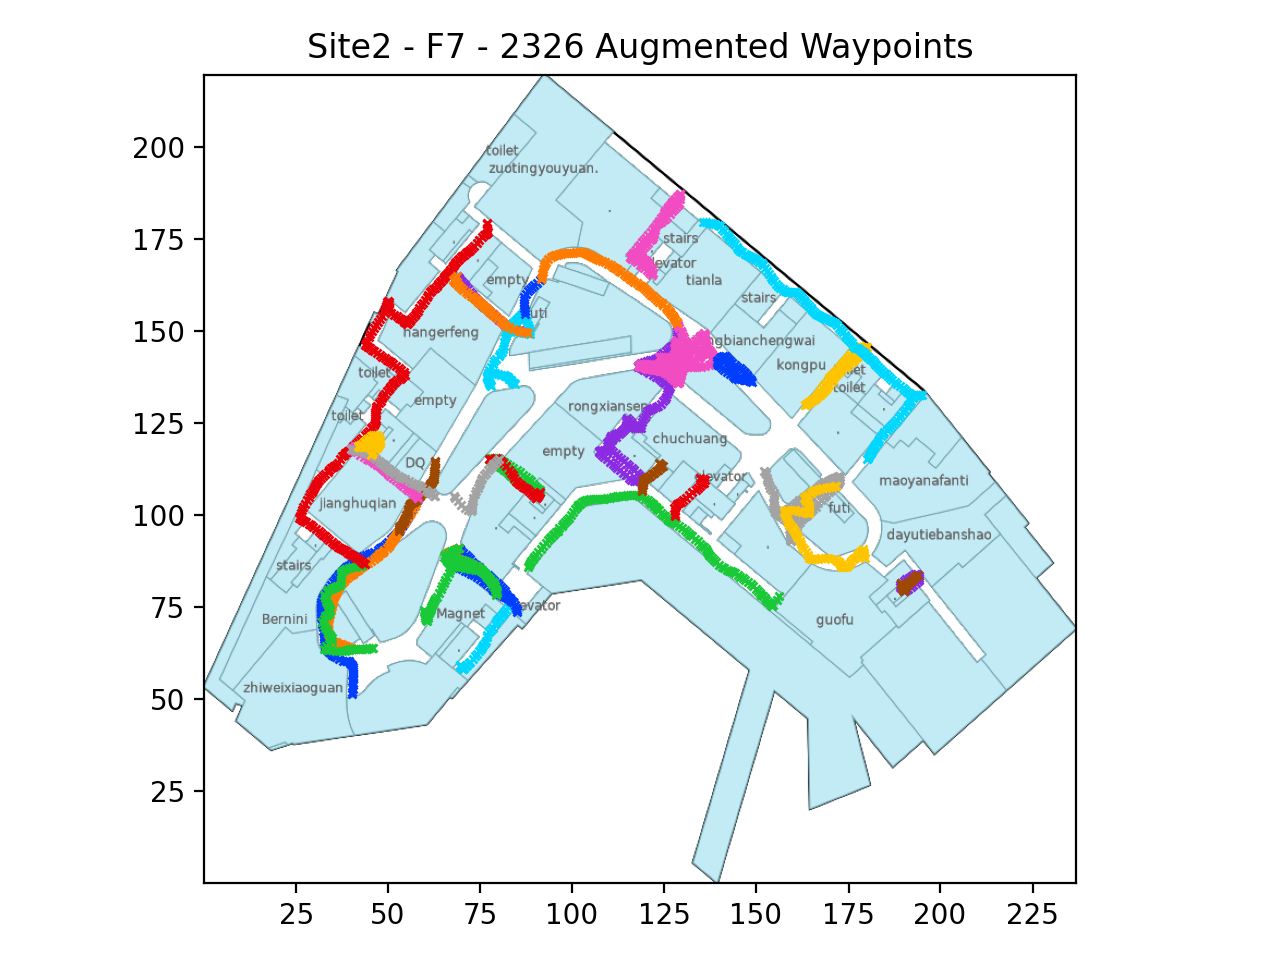 Site2 - F7 - 2326 Augmented Waypoints
200
175
150
125
100
75
50
25
25
50
75
100
125
150
175
200
225
toilet
zuotingyouyuan.
stairs
levator
tianla
empty
stairs
futi
hangerfeng
ngbianchengwai
kongpu
toilet
toilet
empty
rongxiansen
toilet
chuchuang
empty
DQ
elevator
maoyanafanti
jianghuqian
futi
dayutiebanshao
stairs
Bernini
Magnet
evator
guofu
zhiweixiaoguan